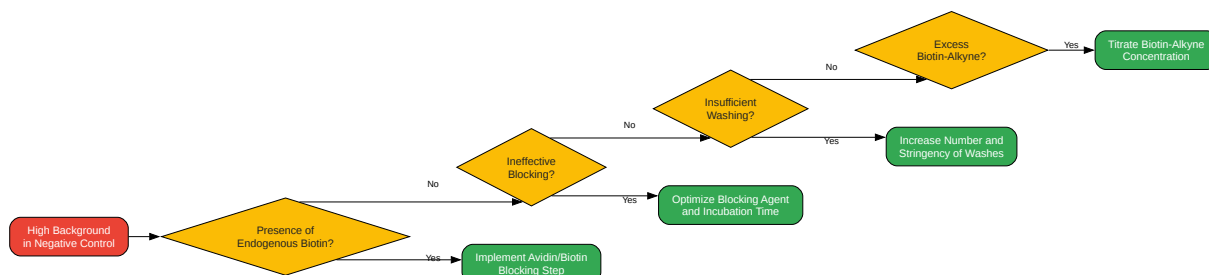 High Background
in Negative Control
Presence of
Endogenous Biotin?
Yes
Implement Avidin/Biotin
Blocking Step
No
Ineffective
Blocking?
Yes
Optimize Blocking Agent
and Incubation Time
No
Insufficient
Washing?
Yes
Increase Number and
Stringency of Washes
No
Excess
Biotin-Alkyne?
Yes
Titrate Biotin-Alkyne
Concentration